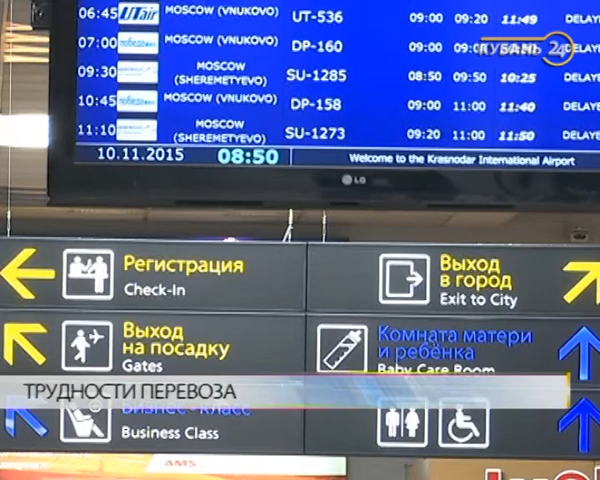 06:45 UTair MOSCOW (VNUKOVO) UT-536 09:00 09:20 11:49 DELAYE
07:00 победа MOSCOW (VNUKOVO) DP-160 09:00 DELAYE
КУБАНЬ 24
09:30 MOSCOW (SHEREMETYEVO) SU-1285 08:50 09:50 10:25 DELAYE
10:45 победа MOSCOW (VNUKOVO) DP-158 09:00 11:00 11:40 DELAYE
11:10 MOSCOW (SHEREMETYEVO) SU-1273 09:20 11:00 11:50 DELAYE
10.11.2015 08:50 Welcome to the Krasnodar International Airport
LG
Регистрация
Check-In
Выход
в город
Exit to City
Выход
на посадку
Gates
Комната матери
и ребёнка
Baby Care Room
ТРУДНОСТИ ПЕРЕВОЗА
Бизнес - класс
Business Class
AMS